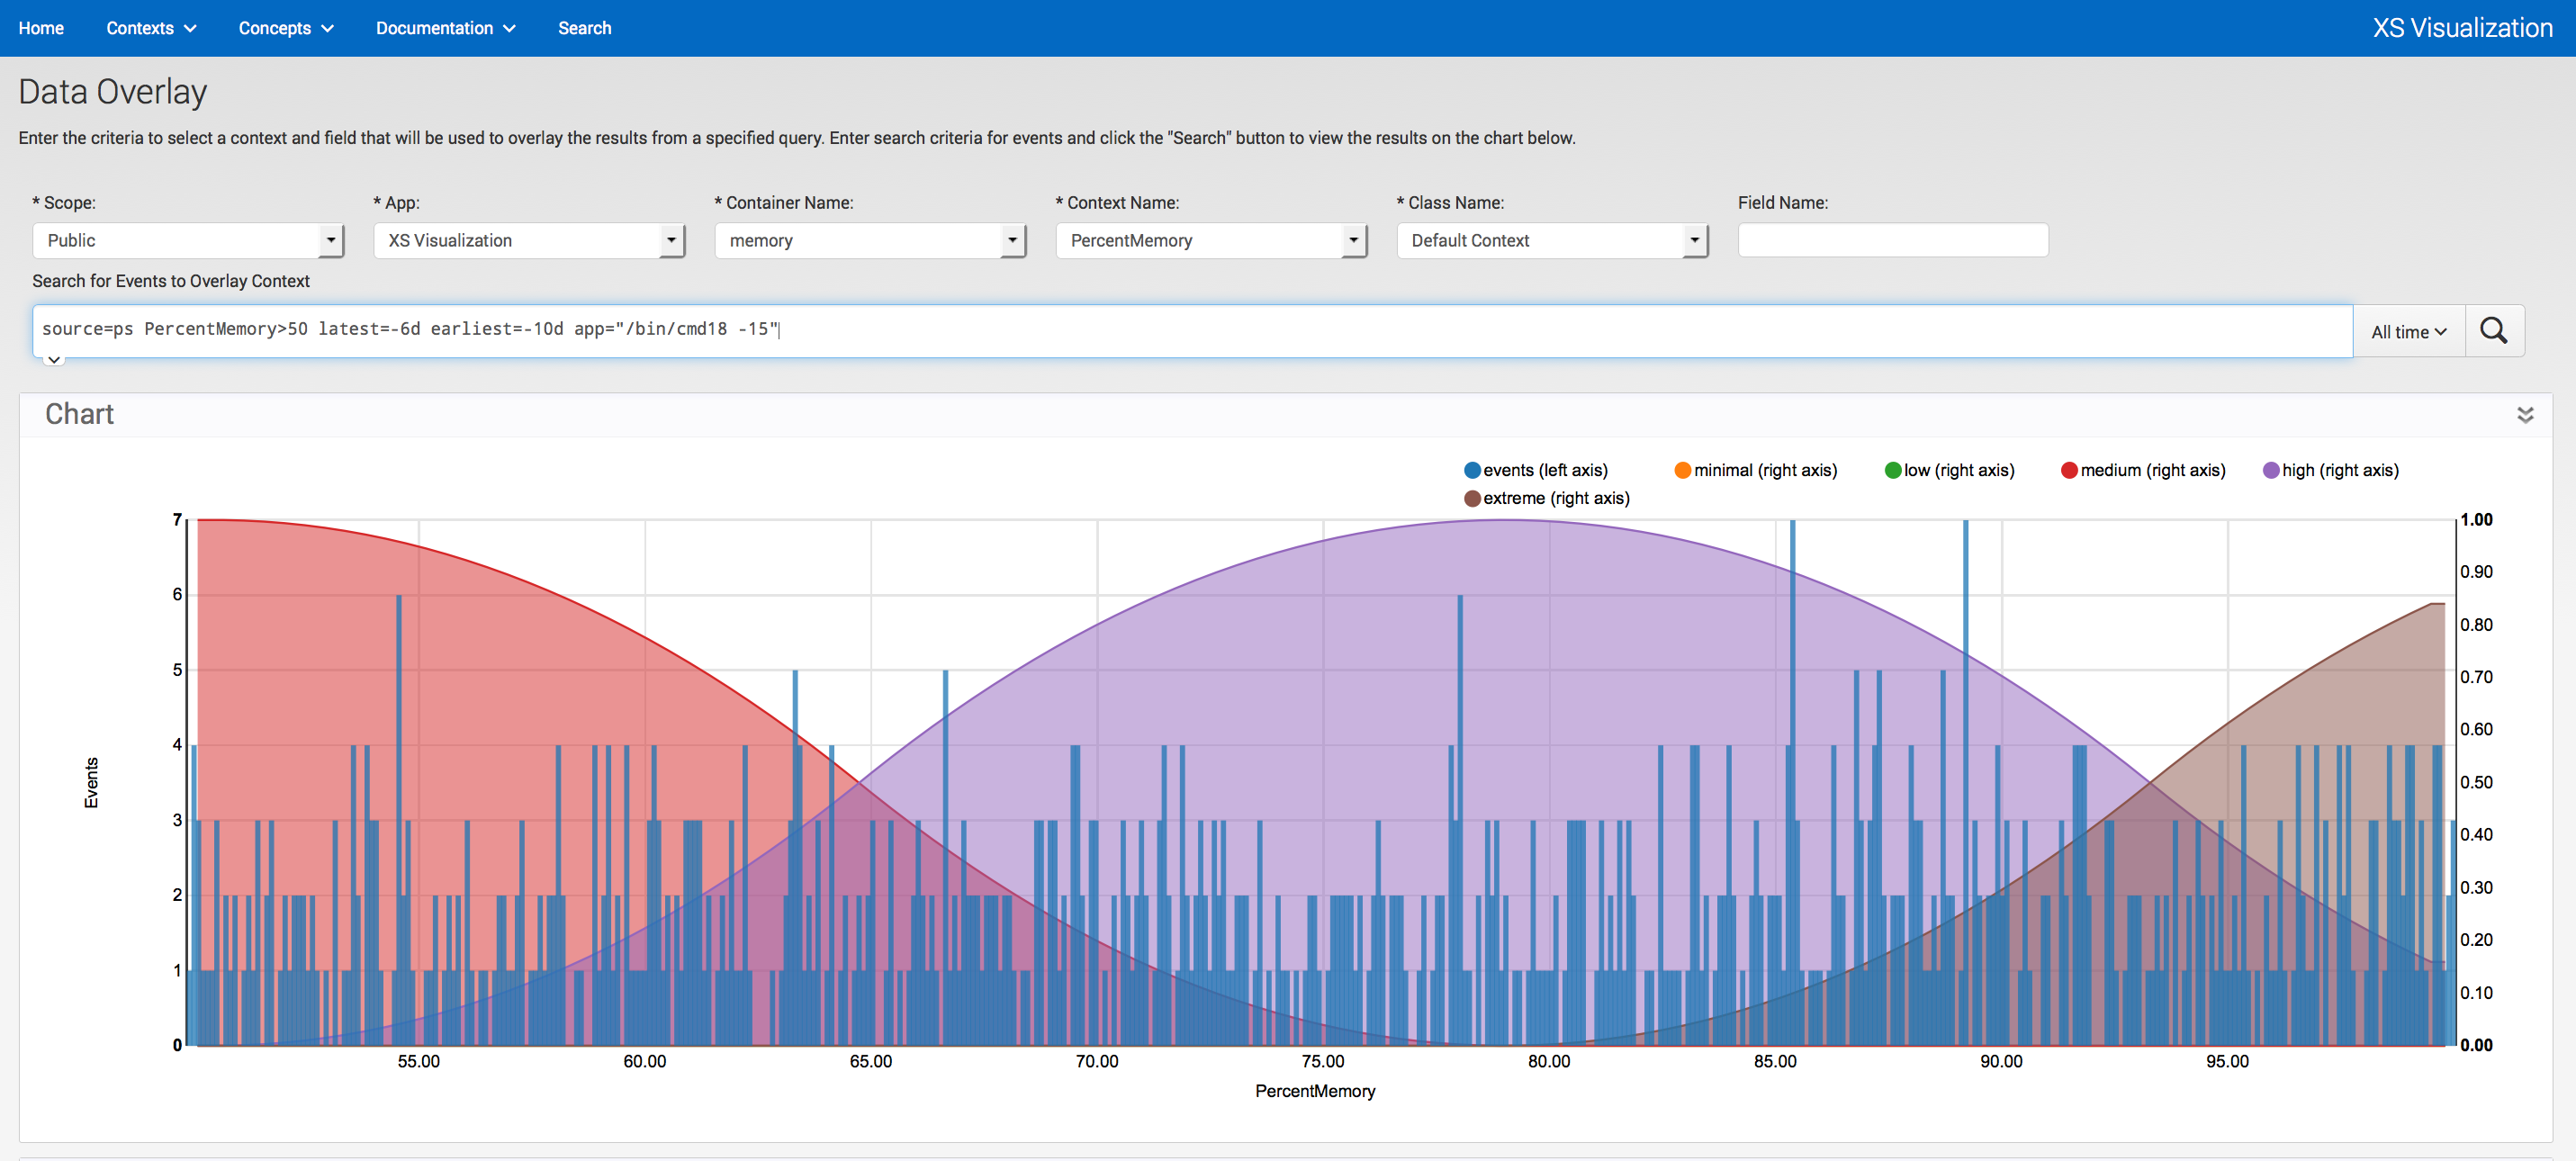 Home Contexts Concepts Documentation Search XS Visualization
Data Overlay
Enter the criteria to select a context and field that will be used to overlay the results from a specified query. Enter search criteria for events and click the "Search" button to view the results on the chart below.
* Scope: * App: * Container Name: * Context Name: * Class Name: Field Name:
Public XS Visualization memory PercentMemory Default Context
Search for Events to Overlay Context
source=ps PercentMemory>50 latest=-6d earliest=-10d app="/bin/cmd18 -15" All time
Chart
events (left axis) minimal (right axis) low (right axis) medium (right axis) high (right axis)
extreme (right axis)
7 1.00
0.90
6
0.80
5 0.70
4 0.60
0.50
Events
3 0.40
2 0.30
0.20
1
0.10
0 0.00
55.00 60.00 65.00 70.00 75.00 80.00 85.00 90.00 95.00
PercentMemory